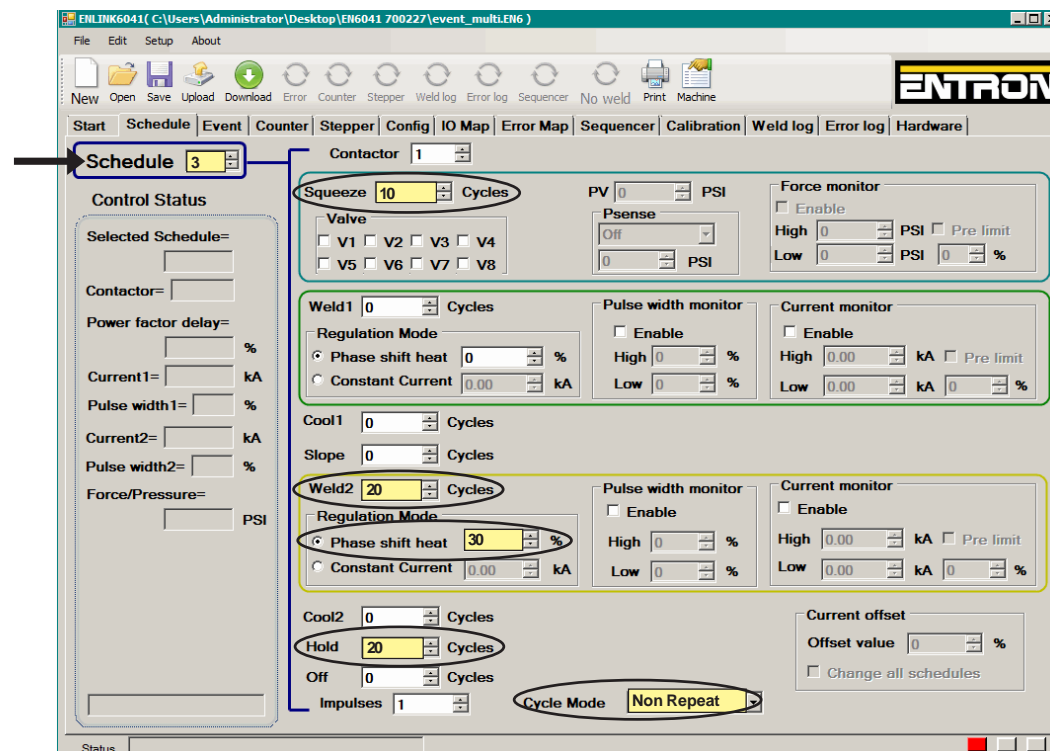 ENLINK6041( C:\Users\Administrator\Desktop\EN6041 700227\event_multi.EN6 )
File Edit Setup About
New Open Save Upload Download Error Counter Stepper Weld log Error log Sequencer No weld Print Machine
ENTRON
Start Schedule Event Counter Stepper Config IO Map Error Map Sequencer Calibration Weld log Error log Hardware
Schedule 3
Contactor 1
Control Status
Selected Schedule=
Contactor=
Power factor delay=
%
Current1= kA
Pulse width1= %
Current2= kA
Pulse width2= %
Force/Pressure=
PSI
Squeeze 10 Cycles
Valve
V1 V2 V3 V4
V5 V6 V7 V8
PV 0 PSI
Psense
Off
0 PSI
Force monitor
Enable
High 0 PSI Pre limit
Low 0 PSI 0 %
Weld1 0 Cycles
Regulation Mode
Phase shift heat 0 %
Constant Current 0.00 kA
Pulse width monitor
Enable
High 0 %
Low 0 %
Current monitor
Enable
High 0.00 kA Pre limit
Low 0.00 kA 0 %
Cool1 0 Cycles
Slope 0 Cycles
Weld2 20 Cycles
Regulation Mode
Phase shift heat 30 %
Constant Current 0.00 kA
Pulse width monitor
Enable
High 0 %
Low 0 %
Current monitor
Enable
High 0.00 kA Pre limit
Low 0.00 kA 0 %
Cool2 0 Cycles
Hold 20 Cycles
Off 0 Cycles
Impulses 1
Cycle Mode Non Repeat
Current offset
Offset value 0 %
Change all schedules
Status